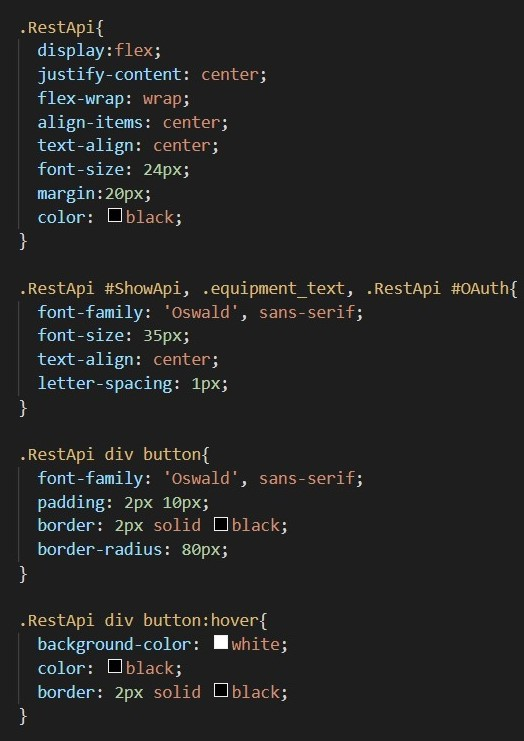 .RestApi{
display:flex;
justify-content: center;
flex-wrap: wrap;
align-items: center;
text-align: center;
font-size: 24px;
margin:20px;
color: black;
}
.RestApi #ShowApi, .equipment_text, .RestApi #OAuth{
font-family: 'Oswald', sans-serif;
font-size: 35px;
text-align: center;
letter-spacing: 1px;
}
.RestApi div button{
font-family: 'Oswald', sans-serif;
padding: 2px 10px;
border: 2px solid black;
border-radius: 80px;
}
.RestApi div button:hover{
background-color: white;
color: black;
border: 2px solid black;
}